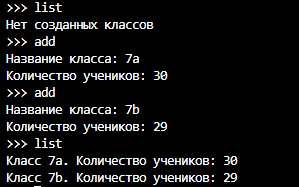 >>> list
Нет созданных классов
>>> add
Название класса: 7a
Количество учеников: 30
>>> add
Название класса: 7b
Количество учеников: 29
>>> list
Класс 7a. Количество учеников: 30
Класс 7b. Количество учеников: 29